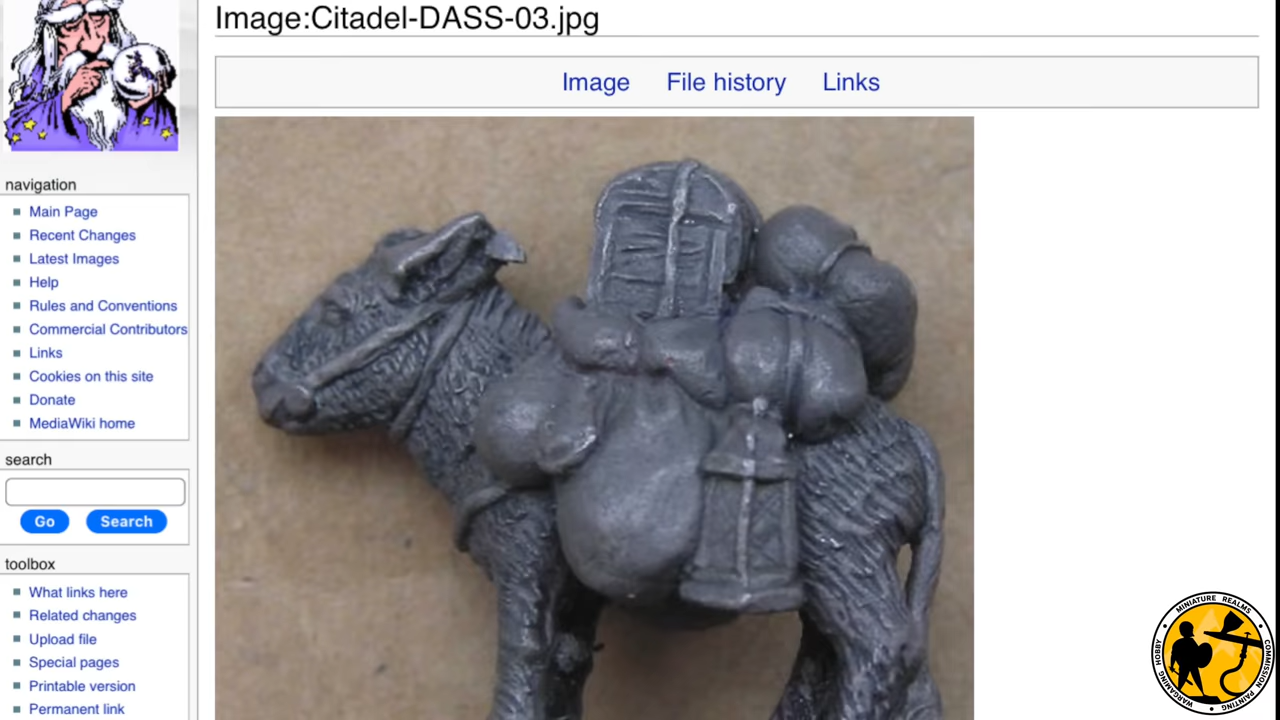 Image:Citadel-DASS-03.jpg
Image File history Links
navigation
Main Page
Recent Changes
Latest Images
Help
Rules and Conventions
Commercial Contributors
Links
Cookies on this site
Donate
MediaWiki home
search
Go Search
toolbox
What links here
Related changes
Upload file
Special pages
Printable version
Permanent link
MINIATURE REALMS
COMMISSION PAINTING
WARGAMING HOBBY